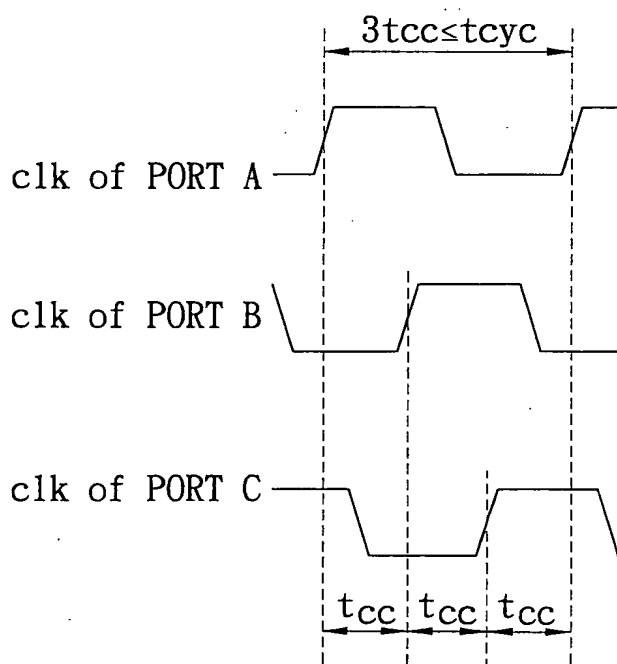 3tcc≤tcyc
clk of PORT A
clk of PORT B
clk of PORT C
tcc tcc tcc